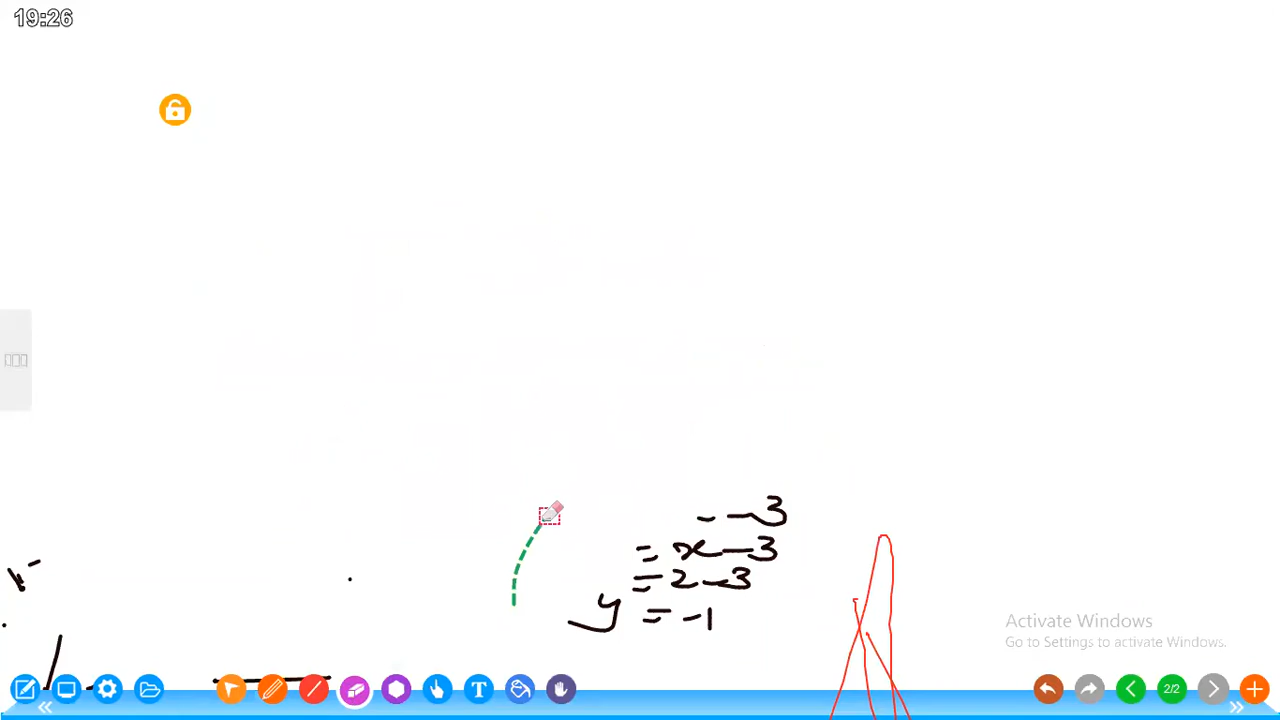 19:26
- -3
= x-3
= 2-3
y = -1
Activate Windows
Go to Settings to activate Windows.
T
2/2